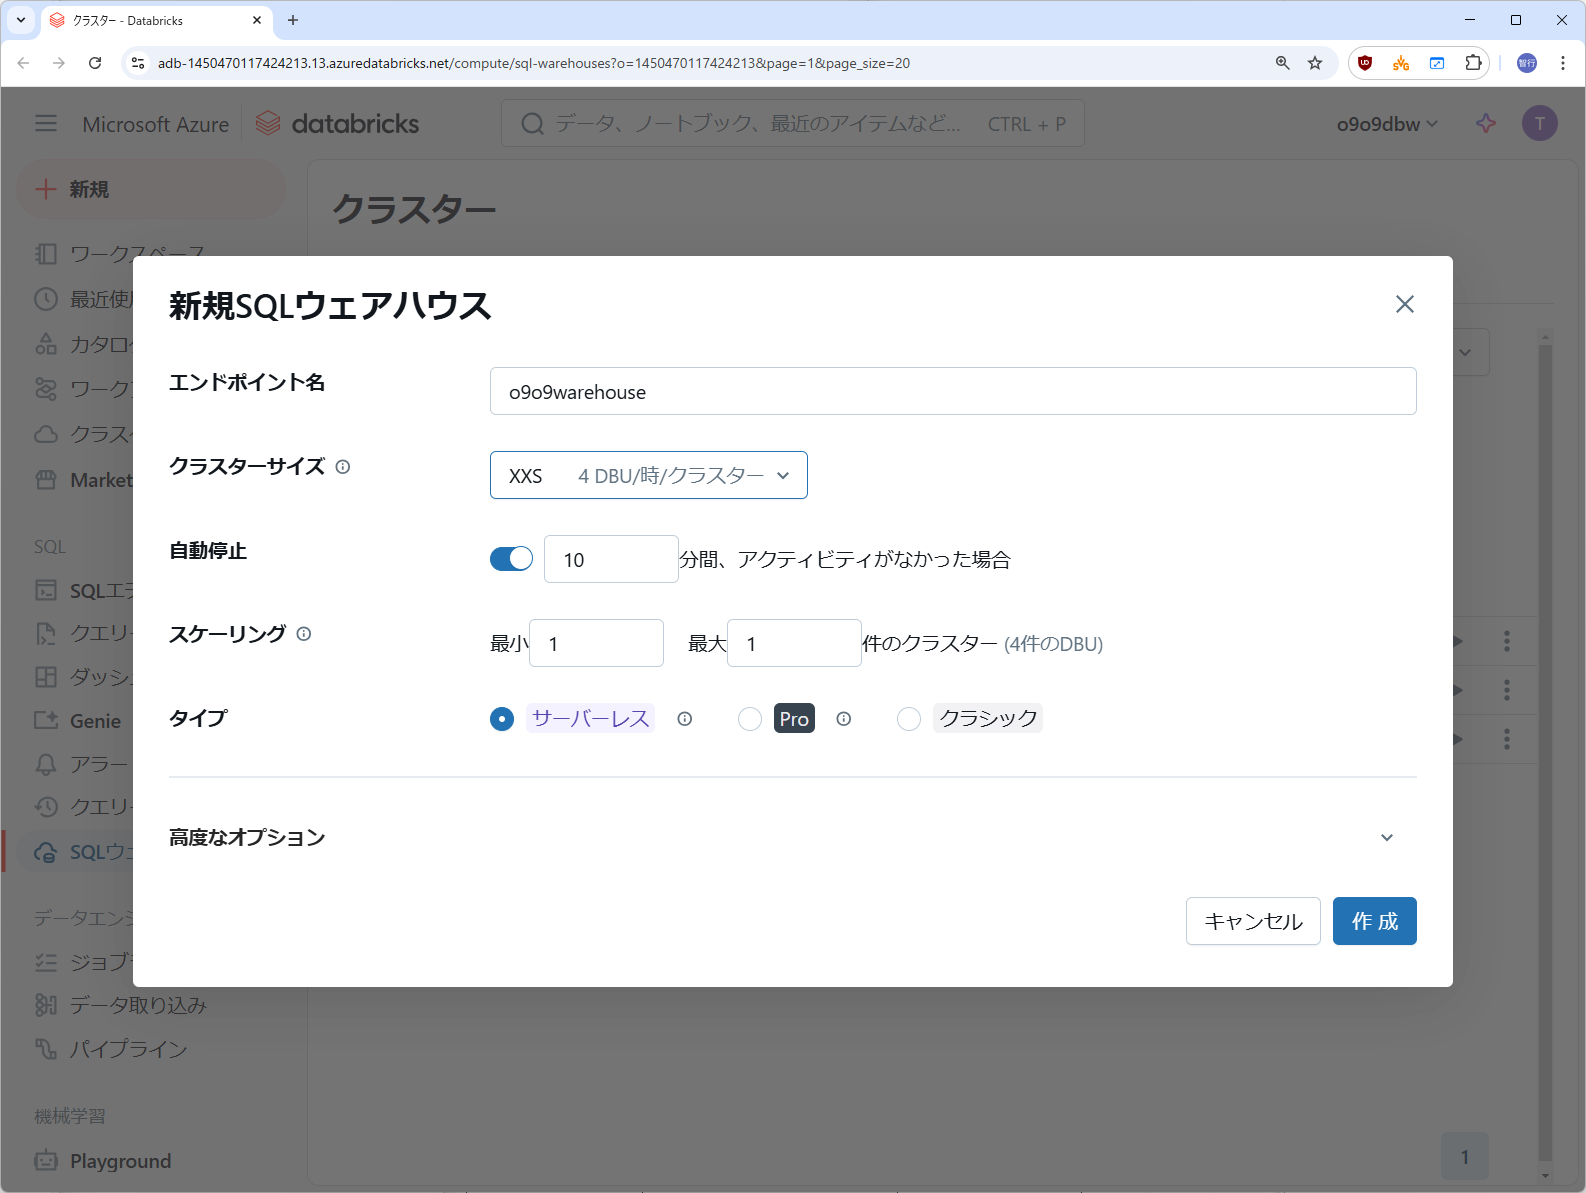 クラスター - Databricks
adb-1450470117424213.13.azuredatabricks.net/compute/sql-warehouses?o=1450470117424213&page=1&page_size=20
智行
Microsoft Azure
databricks
データ、ノートブック、最近のアイテムなど...
CTRL + P
o9o9dbw
T
新規
クラスター
ワークスペース
最近使
カタロ
ワーク
クラス
Market
SQL
SQLエデ
クエリ
ダッシ
Genie
アラー
クエリ
SQLウェ
データエンジ
ジョブ
データ取り込み
パイプライン
機械学習
Playground
新規SQLウェアハウス
エンドポイント名
o9o9warehouse
クラスターサイズ
XXS 4 DBU/時/クラスター
自動停止
10 分間、アクティビティがなかった場合
スケーリング
最小 1 最大 1 件のクラスター (4件のDBU)
タイプ
サーバーレス Pro クラシック
高度なオプション
キャンセル 作成
1